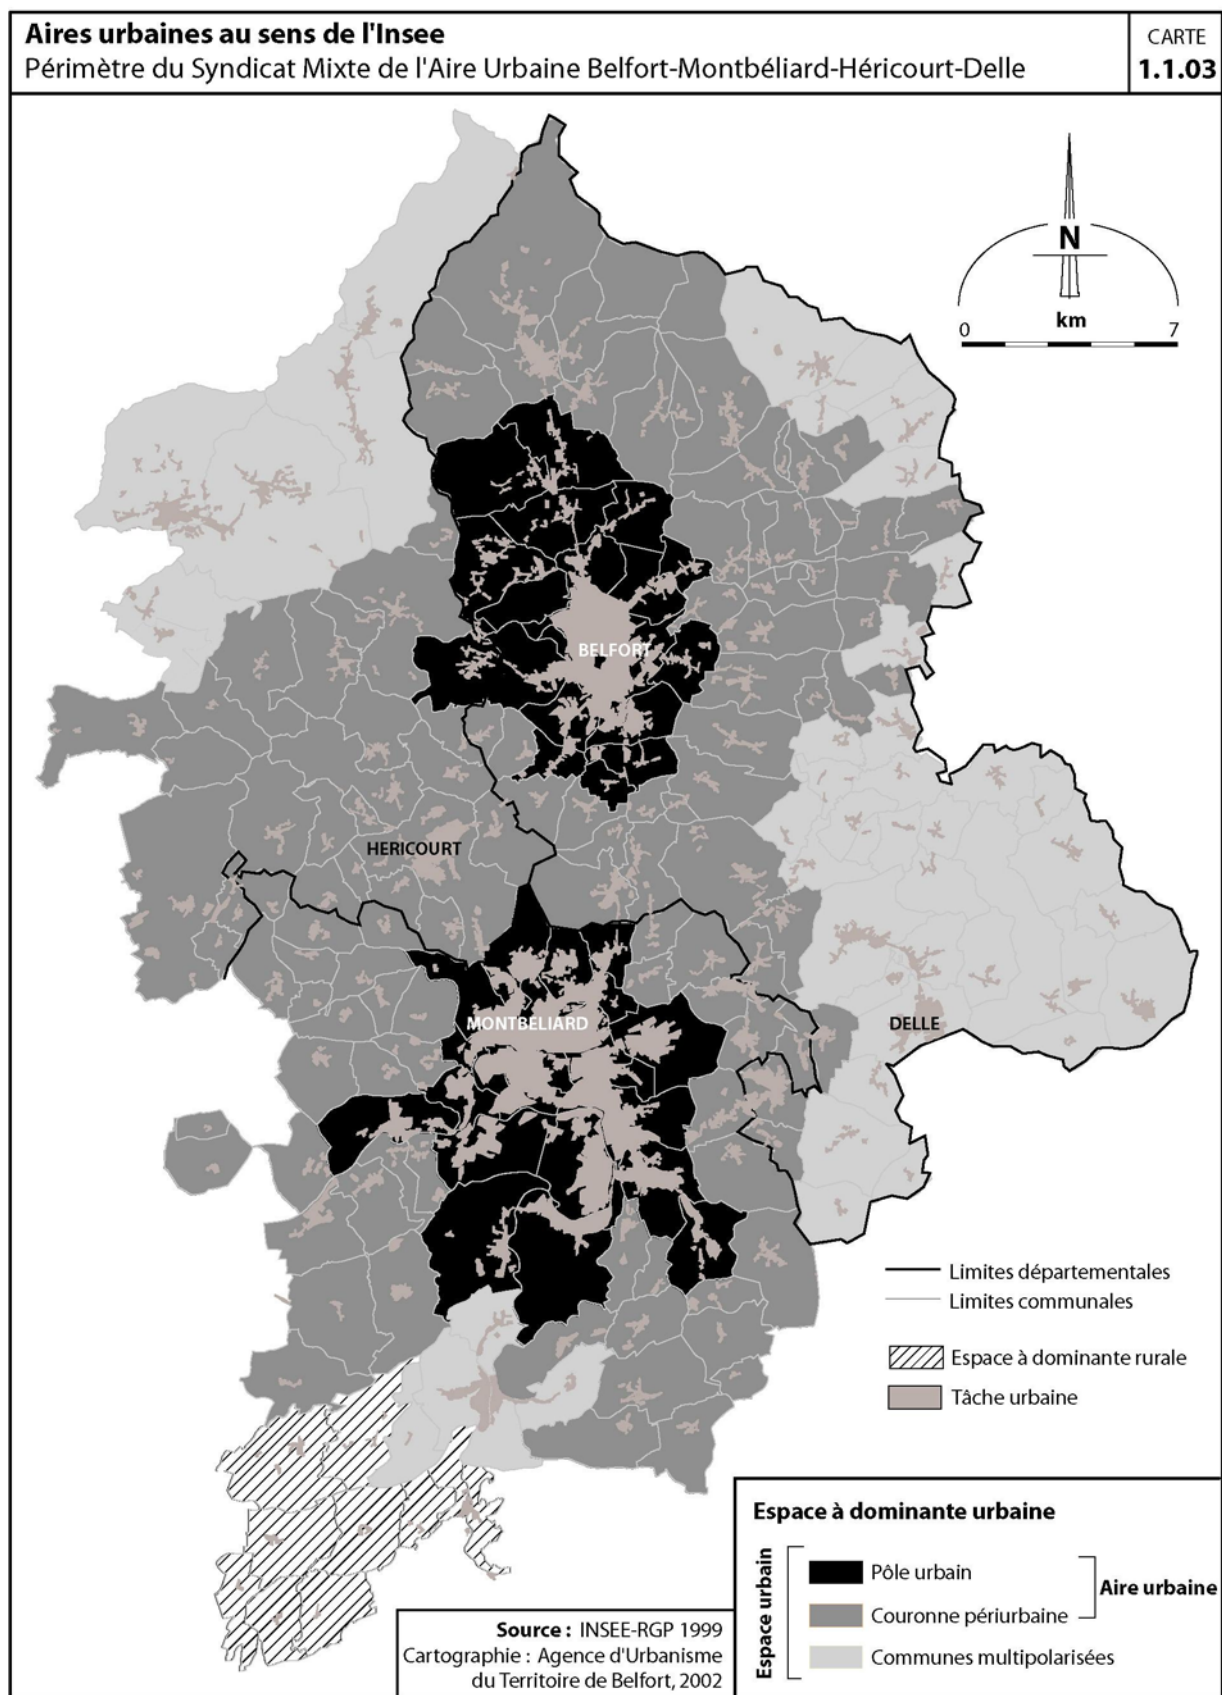 Aires urbaines au sens de l'Insee
Périmètre du Syndicat Mixte de l'Aire Urbaine Belfort-Montbéliard-Héricourt-Delle
CARTE
1.1.03
N
km
0 7
BELFORT
HERICOURT
MONTBELIARD
DELLE
Limites départementales
Limites communales
Espace à dominante rurale
Tâche urbaine
Espace à dominante urbaine
Espace urbain
Pôle urbain
Couronne périurbaine
Communes multipolarisées
Aire urbaine
Source : INSEE-RGP 1999
Cartographie : Agence d'Urbanisme
du Territoire de Belfort, 2002